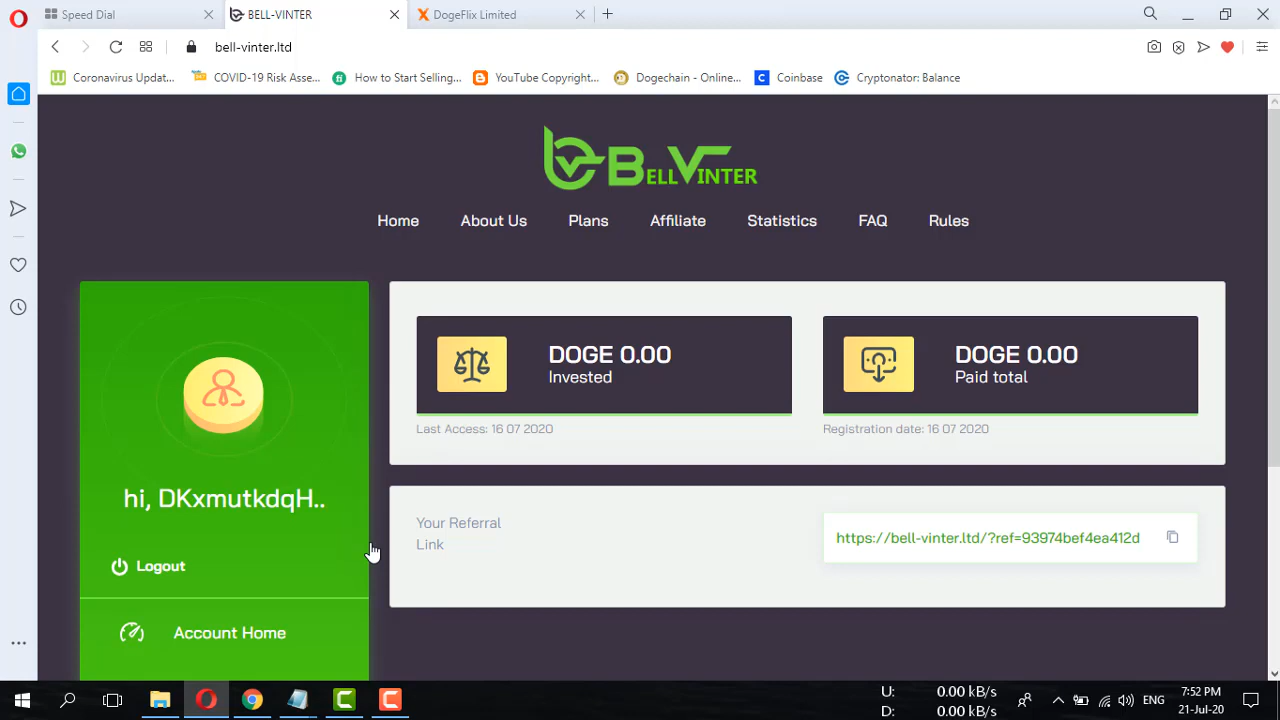 Speed Dial
BELL-VINTER
DogeFlix Limited
bell-vinter.ltd
Coronavirus Updat...
COVID-19 Risk Asse...
How to Start Selling...
YouTube Copyright...
Dogechain - Online...
Coinbase
Cryptonator: Balance
BELLVINTER
Home
About Us
Plans
Affiliate
Statistics
FAQ
Rules
DOGE 0.00
Invested
DOGE 0.00
Paid total
Last Access: 16 07 2020
Registration date: 16 07 2020
hi, DKxmutkdqH..
Your Referral
Link
https://bell-vinter.ltd/?ref=93974bef4ea412d
Logout
Account Home
U: 0.00 kB/s
D: 0.00 kB/s
ENG
7:52 PM
21-Jul-20